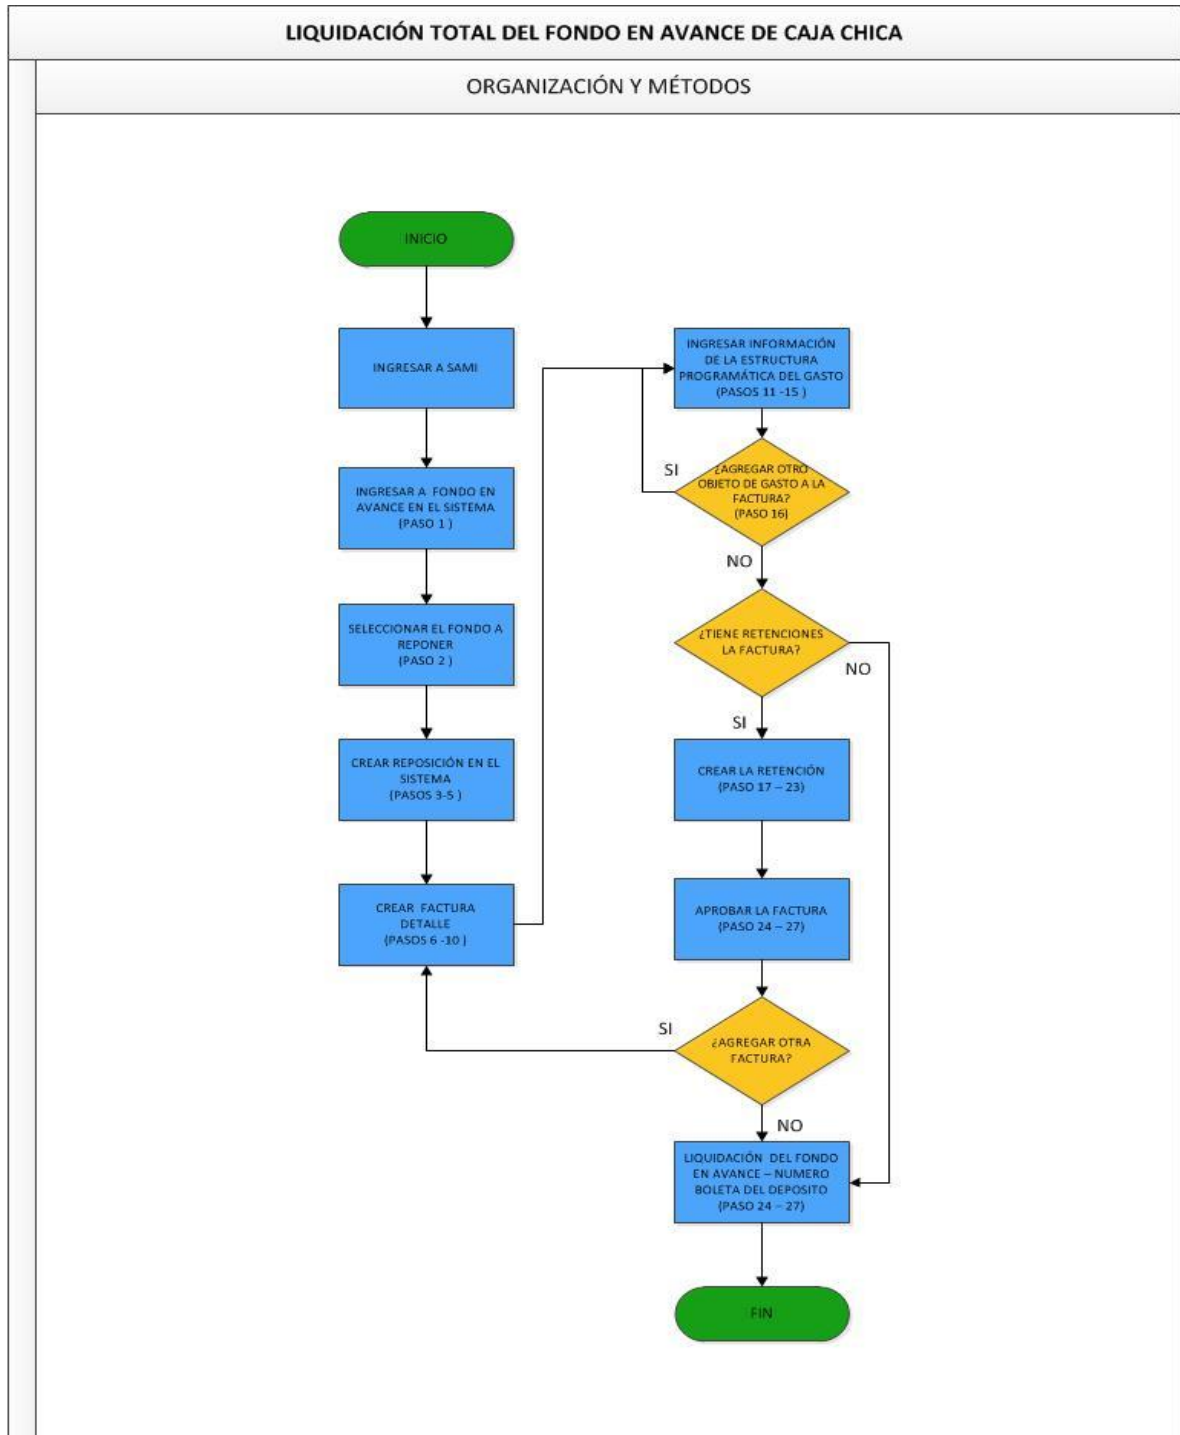 LIQUIDACIÓN TOTAL DEL FONDO EN AVANCE DE CAJA CHICA
ORGANIZACIÓN Y MÉTODOS
INICIO
INGRESAR A SAMI
INGRESAR A FONDO EN
AVANCE EN EL SISTEMA
(PASO 1 )
SELECCIONAR EL FONDO A
REPONER
(PASO 2 )
CREAR REPOSICIÓN EN EL
SISTEMA
(PASOS 3-5 )
CREAR FACTURA
DETALLE
(PASOS 6 -10 )
INGRESAR INFORMACIÓN
DE LA ESTRUCTURA
PROGRAMÁTICA DEL GASTO
(PASOS 11 -15 )
SI
¿AGREGAR OTRO
OBJETO DE GASTO A LA
FACTURA?
(PASO 16)
NO
¿TIENE RETENCIONES
LA FACTURA?
NO
SI
CREAR LA RETENCIÓN
(PASO 17 – 23)
APROBAR LA FACTURA
(PASO 24 – 27)
SI
¿AGREGAR OTRA
FACTURA?
NO
LIQUIDACIÓN DEL FONDO
EN AVANCE – NUMERO
BOLETA DEL DEPOSITO
(PASO 24 – 27)
FIN